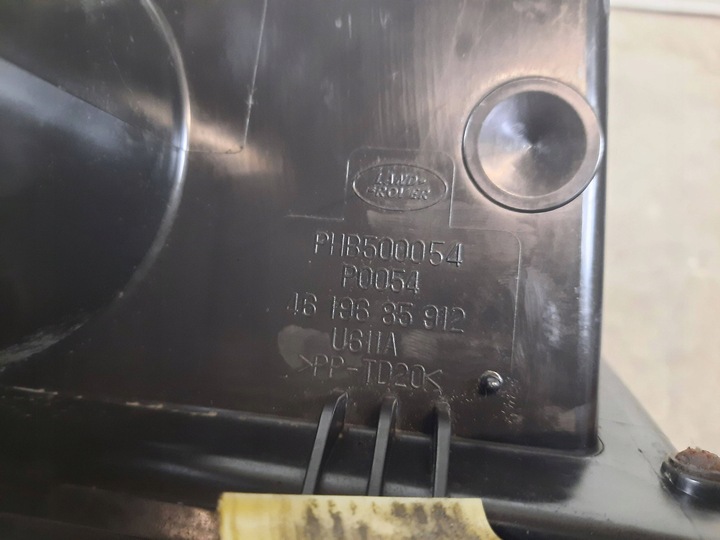 LAND-
ROVER
PHB500054
P0054
46 196 85 912
U611A
>PP-TD20<